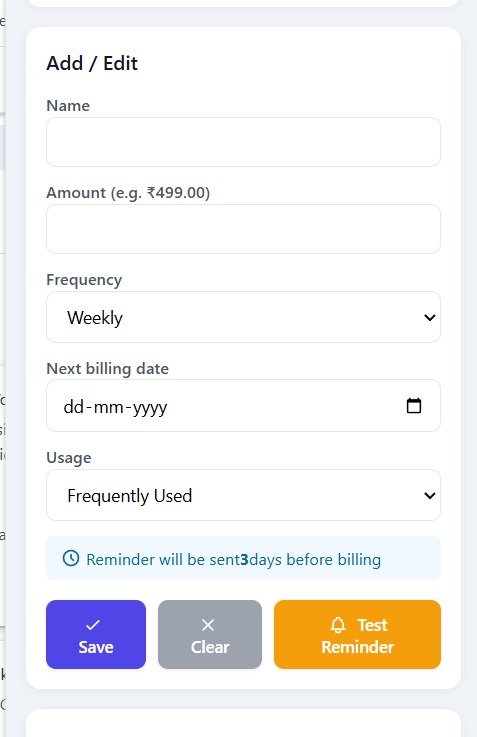 Add / Edit
Name
Amount (e.g. ₹499.00)
Frequency
Weekly
Next billing date
dd-mm-yyyy
Usage
Frequently Used
Reminder will be sent3days before billing
Save
Clear
Test
Reminder